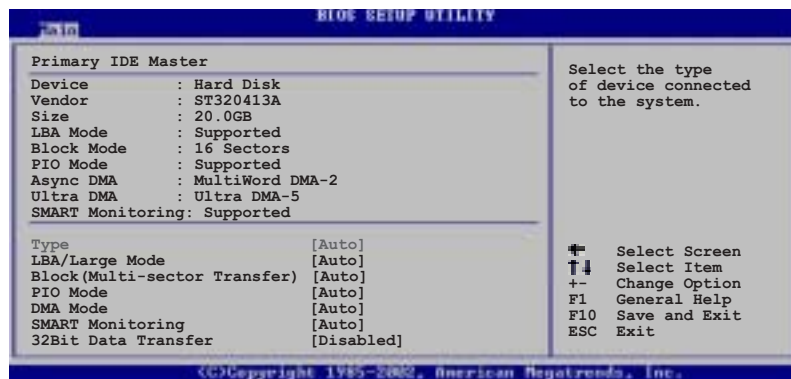 BIOS SETUP UTILITY
Main
Primary IDE Master
Device : Hard Disk
Vendor : ST320413A
Size : 20.0GB
LBA Mode : Supported
Block Mode : 16 Sectors
PIO Mode : Supported
Async DMA : MultiWord DMA-2
Ultra DMA : Ultra DMA-5
SMART Monitoring: Supported
Type [Auto]
LBA/Large Mode [Auto]
Block(Multi-sector Transfer) [Auto]
PIO Mode [Auto]
DMA Mode [Auto]
SMART Monitoring [Auto]
32Bit Data Transfer [Disabled]
Select the type
of device connected
to the system.
Select Screen
↑↓ Select Item
+- Change Option
F1 General Help
F10 Save and Exit
ESC Exit
(C)Copyright 1985-2002, American Megatrends, Inc.